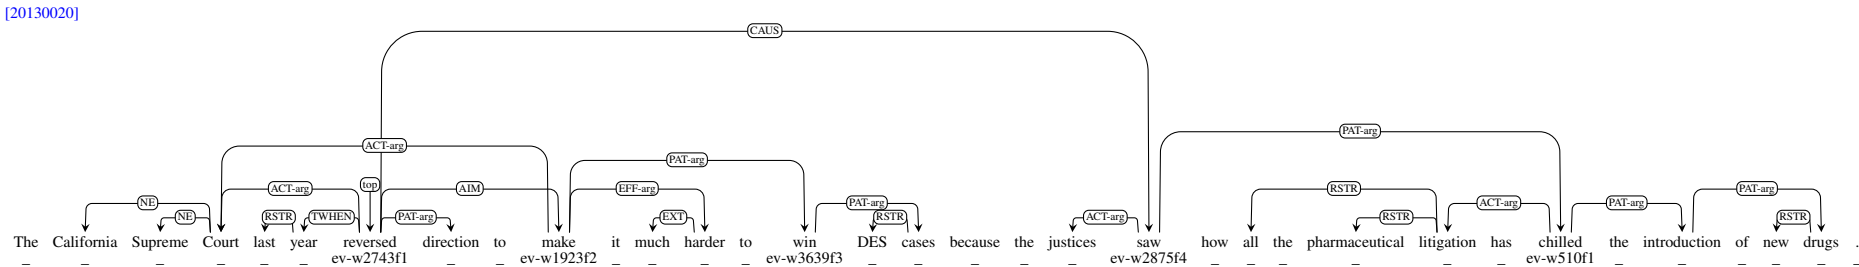 [20130020]
CAUS
ACT-arg PAT-arg
PAT-arg
ACT-arg top AIM EFF-arg RSTR PAT-arg
NE PAT-arg ACT-arg PAT-arg
NE RSTR TWHEN PAT-arg EXT RSTR ACT-arg RSTR RSTR
The California Supreme Court last year reversed direction to make it much harder to win DES cases because the justices saw how all the pharmaceutical litigation has chilled the introduction of new drugs .
_ _ _ _ _ _ ev-w2743f1 _ _ ev-w1923f2 _ _ _ _ ev-w3639f3 _ _ _ _ _ ev-w2875f4 _ _ _ _ _ _ ev-w510f1 _ _ _ _ _ _